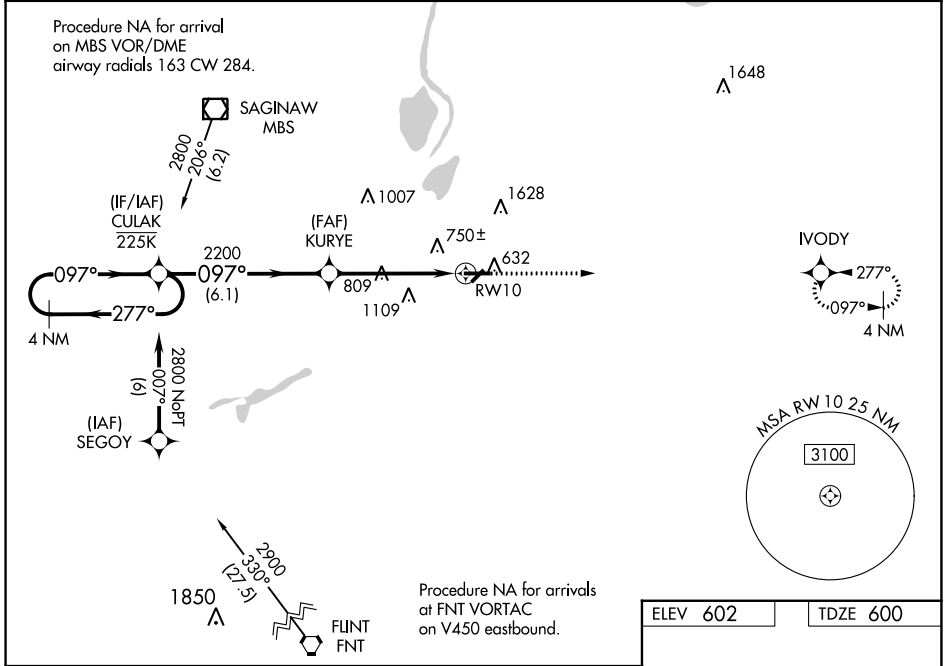 Procedure NA for arrival
on MBS VOR/DME
airway radials 163 CW 284.
1648
SAGINAW
MBS
2800
206°
(6.2)
(IF/IAF)
CULAK
225K
1007
1628
(FAF)
KURYE
750±
IVODY
097°
2200
097°
(6.1)
632
809
RW10
1109
277°
097°
4 NM
277°
4 NM
2800 NoPT
007°
(6)
(IAF)
SEGOY
MSA RW 10 25 NM
3100
2900
330°
(27.5)
1850
FLINT
FNT
Procedure NA for arrivals
at FNT VORTAC
on V450 eastbound.
ELEV 602
TDZE 600